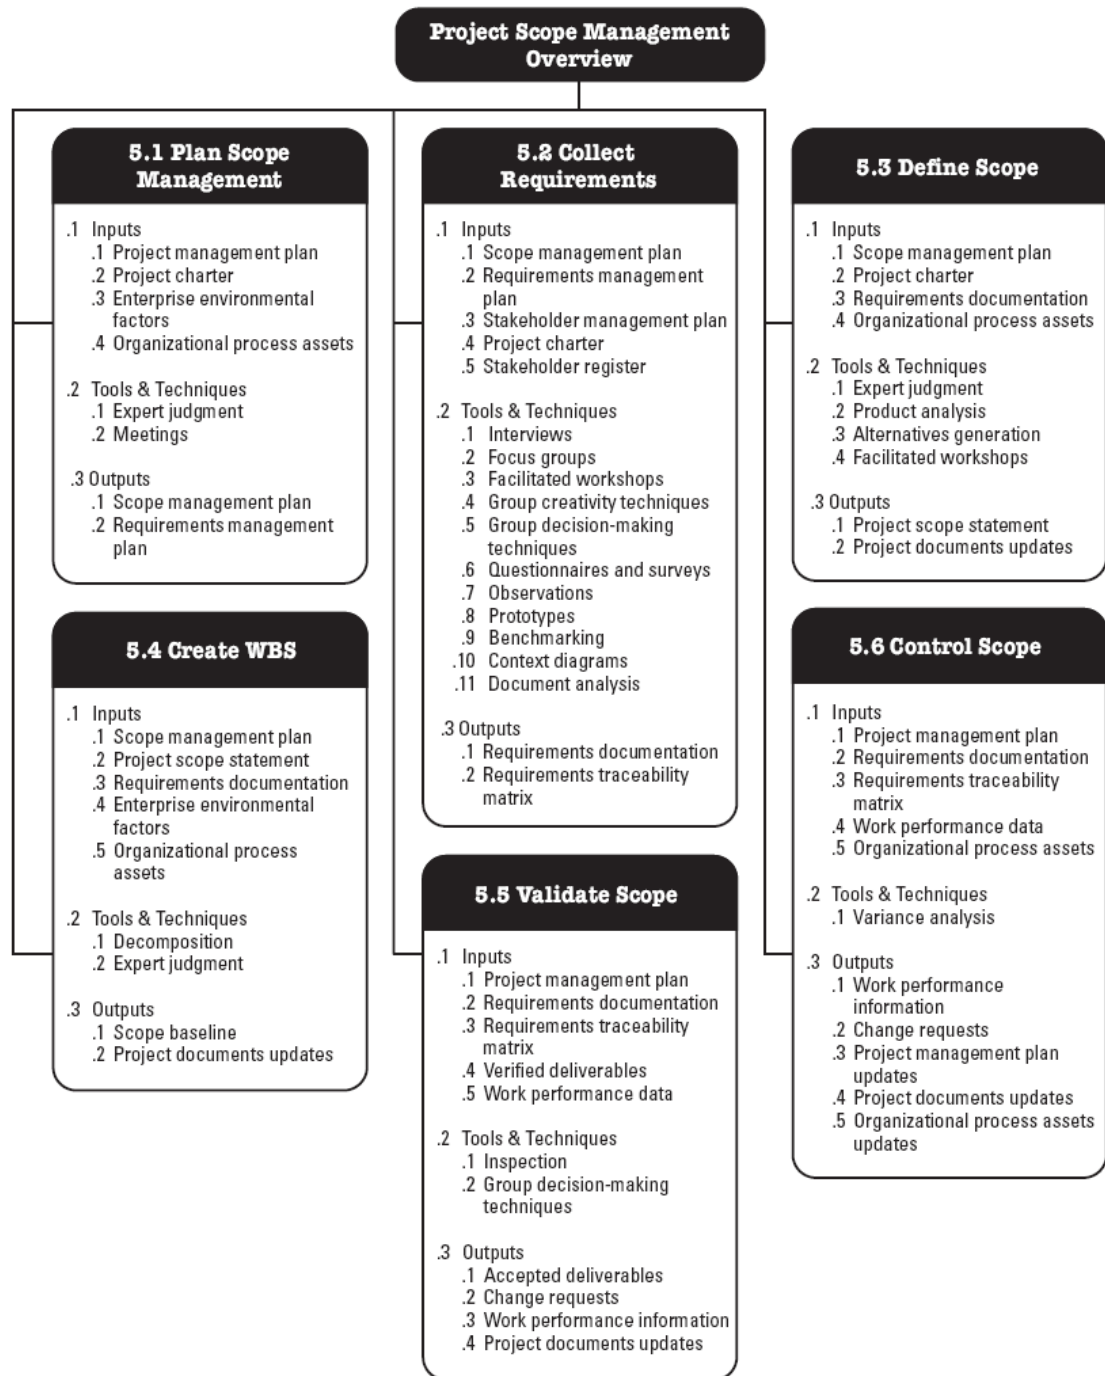 Project Scope Management
Overview
5.1 Plan Scope
Management
.1 Inputs
.1 Project management plan
.2 Project charter
.3 Enterprise environmental
factors
.4 Organizational process assets
.2 Tools & Techniques
.1 Expert judgment
.2 Meetings
.3 Outputs
.1 Scope management plan
.2 Requirements management
plan
5.2 Collect
Requirements
.1 Inputs
.1 Scope management plan
.2 Requirements management
plan
.3 Stakeholder management plan
.4 Project charter
.5 Stakeholder register
.2 Tools & Techniques
.1 Interviews
.2 Focus groups
.3 Facilitated workshops
.4 Group creativity techniques
.5 Group decision-making
techniques
.6 Questionnaires and surveys
.7 Observations
.8 Prototypes
.9 Benchmarking
.10 Context diagrams
.11 Document analysis
.3 Outputs
.1 Requirements documentation
.2 Requirements traceability
matrix
5.3 Define Scope
.1 Inputs
.1 Scope management plan
.2 Project charter
.3 Requirements documentation
.4 Organizational process assets
.2 Tools & Techniques
.1 Expert judgment
.2 Product analysis
.3 Alternatives generation
.4 Facilitated workshops
.3 Outputs
.1 Project scope statement
.2 Project documents updates
5.4 Create WBS
.1 Inputs
.1 Scope management plan
.2 Project scope statement
.3 Requirements documentation
.4 Enterprise environmental
factors
.5 Organizational process
assets
.2 Tools & Techniques
.1 Decomposition
.2 Expert judgment
.3 Outputs
.1 Scope baseline
.2 Project documents updates
5.5 Validate Scope
.1 Inputs
.1 Project management plan
.2 Requirements documentation
.3 Requirements traceability
matrix
.4 Verified deliverables
.5 Work performance data
.2 Tools & Techniques
.1 Inspection
.2 Group decision-making
techniques
.3 Outputs
.1 Accepted deliverables
.2 Change requests
.3 Work performance information
.4 Project documents updates
5.6 Control Scope
.1 Inputs
.1 Project management plan
.2 Requirements documentation
.3 Requirements traceability
matrix
.4 Work performance data
.5 Organizational process assets
.2 Tools & Techniques
.1 Variance analysis
.3 Outputs
.1 Work performance
information
.2 Change requests
.3 Project management plan
updates
.4 Project documents updates
.5 Organizational process assets
updates